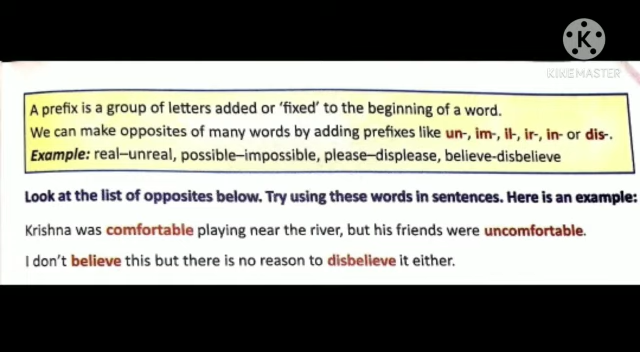 K
KINEMASTER
A prefix is a group of letters added or 'fixed' to the beginning of a word.
We can make opposites of many words by adding prefixes like un-, im-, il-, ir-, in- or dis-.
Example: real–unreal, possible–impossible, please–displease, believe-disbelieve
Look at the list of opposites below. Try using these words in sentences. Here is an example:
Krishna was comfortable playing near the river, but his friends were uncomfortable.
I don't believe this but there is no reason to disbelieve it either.